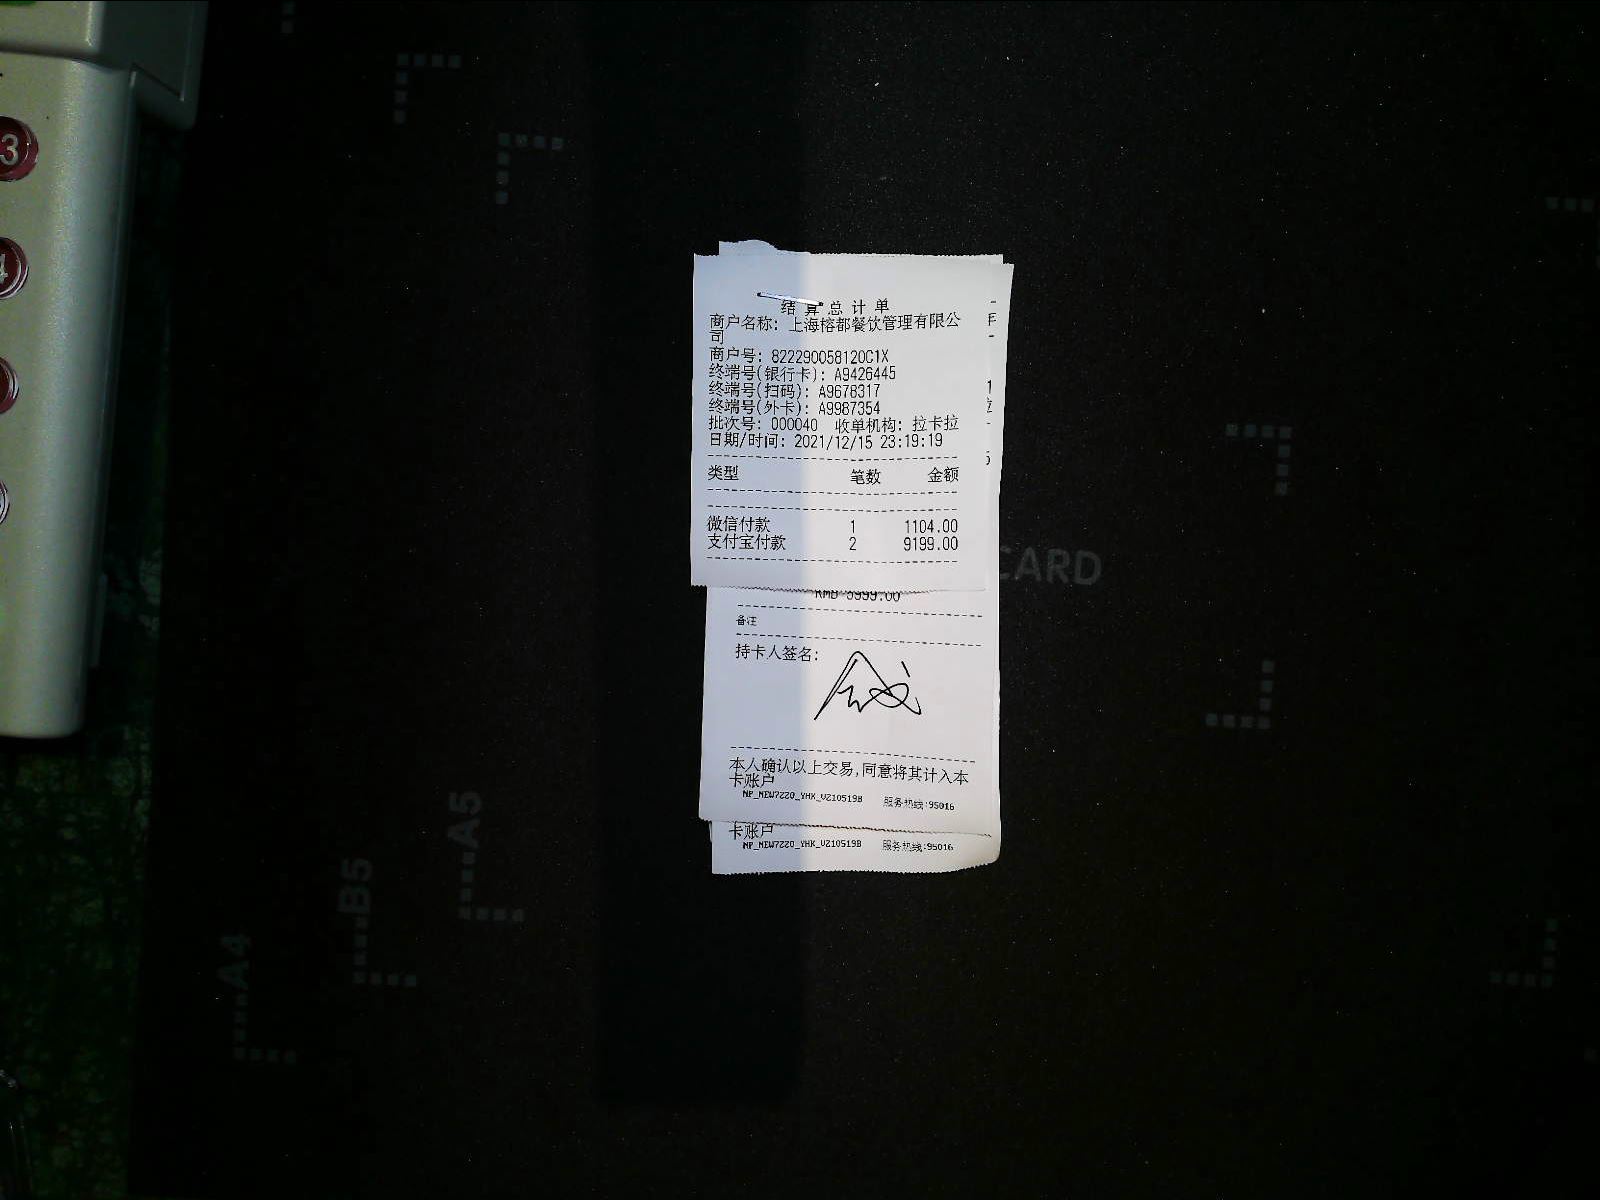 结算总计单
商户名称: 上海榕都餐饮管理有限公
司
商户号: 822290058120C1X
终端号(银行卡): A9426445
终端号(扫码): A9678317
终端号(外卡): A9987354
批次号: 000040 收单机构: 拉卡拉
日期/时间: 2021/12/15 23:19:19
类型 笔数 金额
微信付款 1 1104.00
支付宝付款 2 9199.00
备注
持卡人签名:
本人确认以上交易,同意将其计入本
卡账户
NP_NEW7220_YHK_V210519B 服务热线:95016
卡账户
NP_NEW7220_YHK_V210519B 服务热线:95016
CARD
A5
B5
A4
3
4